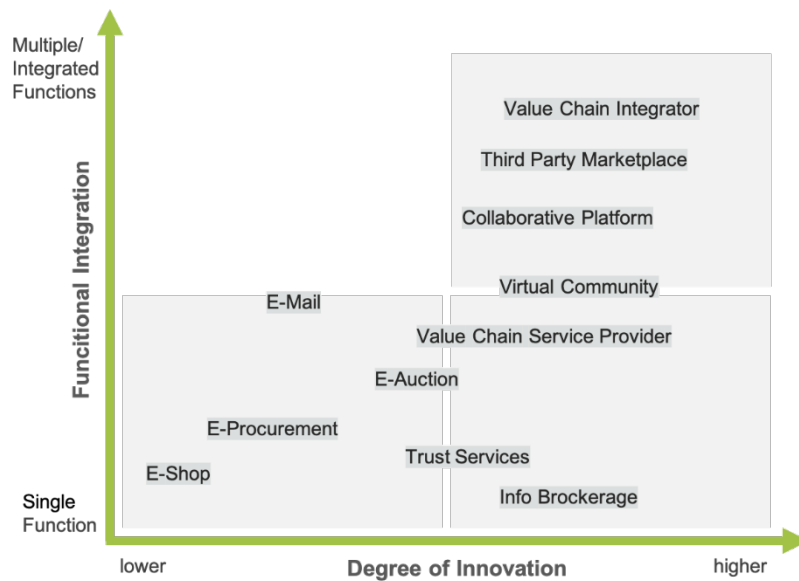 Multiple/
Integrated
Functions
Value Chain Integrator
Third Party Marketplace
Collaborative Platform
Funcitional Integration
Virtual Community
E-Mail
Value Chain Service Provider
E-Auction
E-Procurement
Trust Services
E-Shop
Info Brokerage
Single
Function
lower
Degree of Innovation
higher